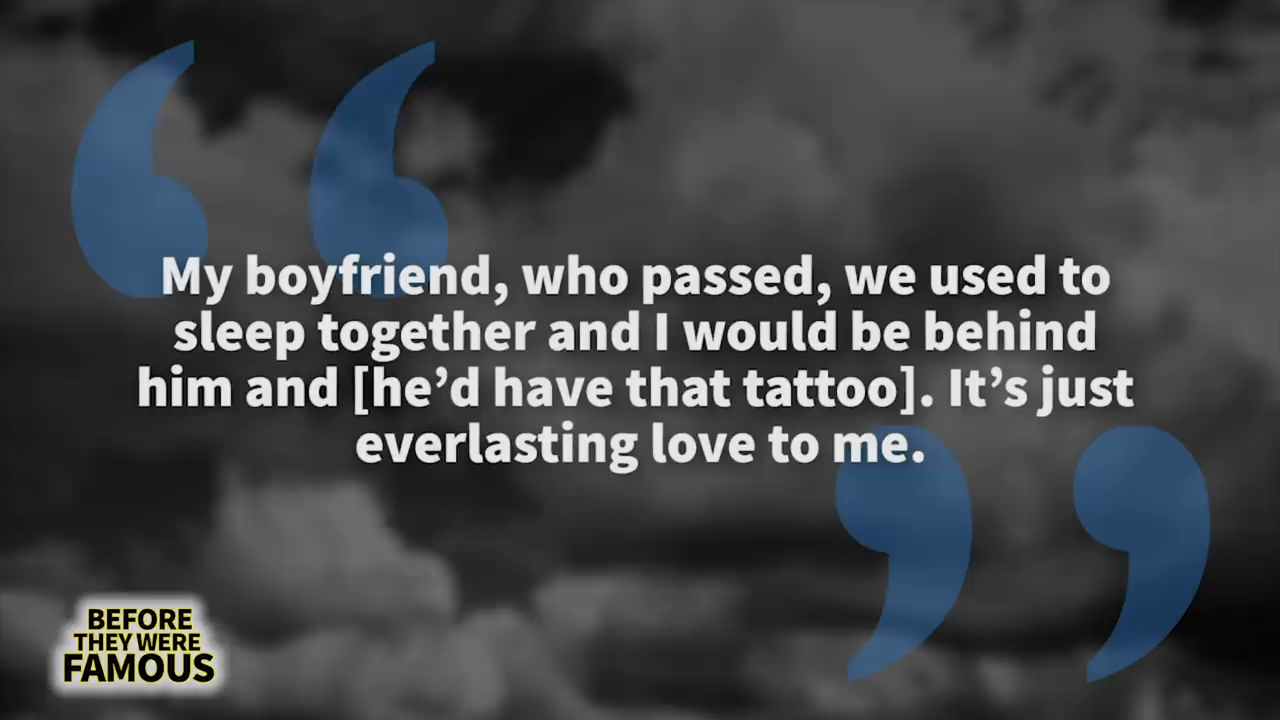 My boyfriend, who passed, we used to
sleep together and I would be behind
him and [he’d have that tattoo]. It’s just
everlasting love to me.
BEFORE
THEY WERE
FAMOUS